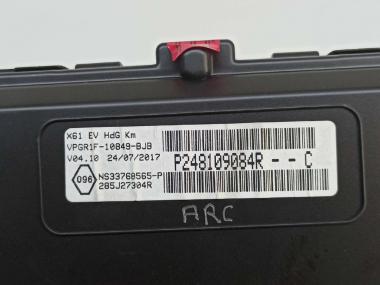 X61 EV HdG Km
VPGR1F-10849-BJB
V04.10 24/07/2017
P248109084R -- C
096
NS33768565-P
285J27304R
ARC